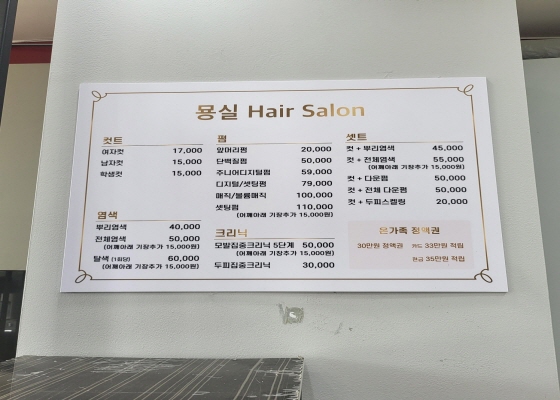 묭실 Hair Salon
컷트
여자컷 17,000
남자컷 15,000
학생컷 15,000
염색
뿌리염색 40,000
전체염색 50,000
(어깨아래 기장추가 15,000원)
탈색 (1회당) 60,000
(어깨아래 기장추가 15,000원)
펌
앞머리펌 20,000
단백질펌 50,000
주니어디지털펌 59,000
디지털/셋팅펌 79,000
매직/볼륨매직 100,000
셋팅펌 110,000
(어깨아래 기장추가 15,000원)
크리닉
모발집중크리닉 5단계 50,000
두피집중크리닉 30,000
셋트
컷 + 뿌리염색 45,000
컷 + 전체염색 55,000
(어깨아래 기장추가 15,000원)
컷 + 다운펌 50,000
컷 + 전체 다운펌 50,000
컷 + 두피스켈링 20,000
온가족 정액권
30만원 정액권 카드 33만원 적립
현금 35만원 적립